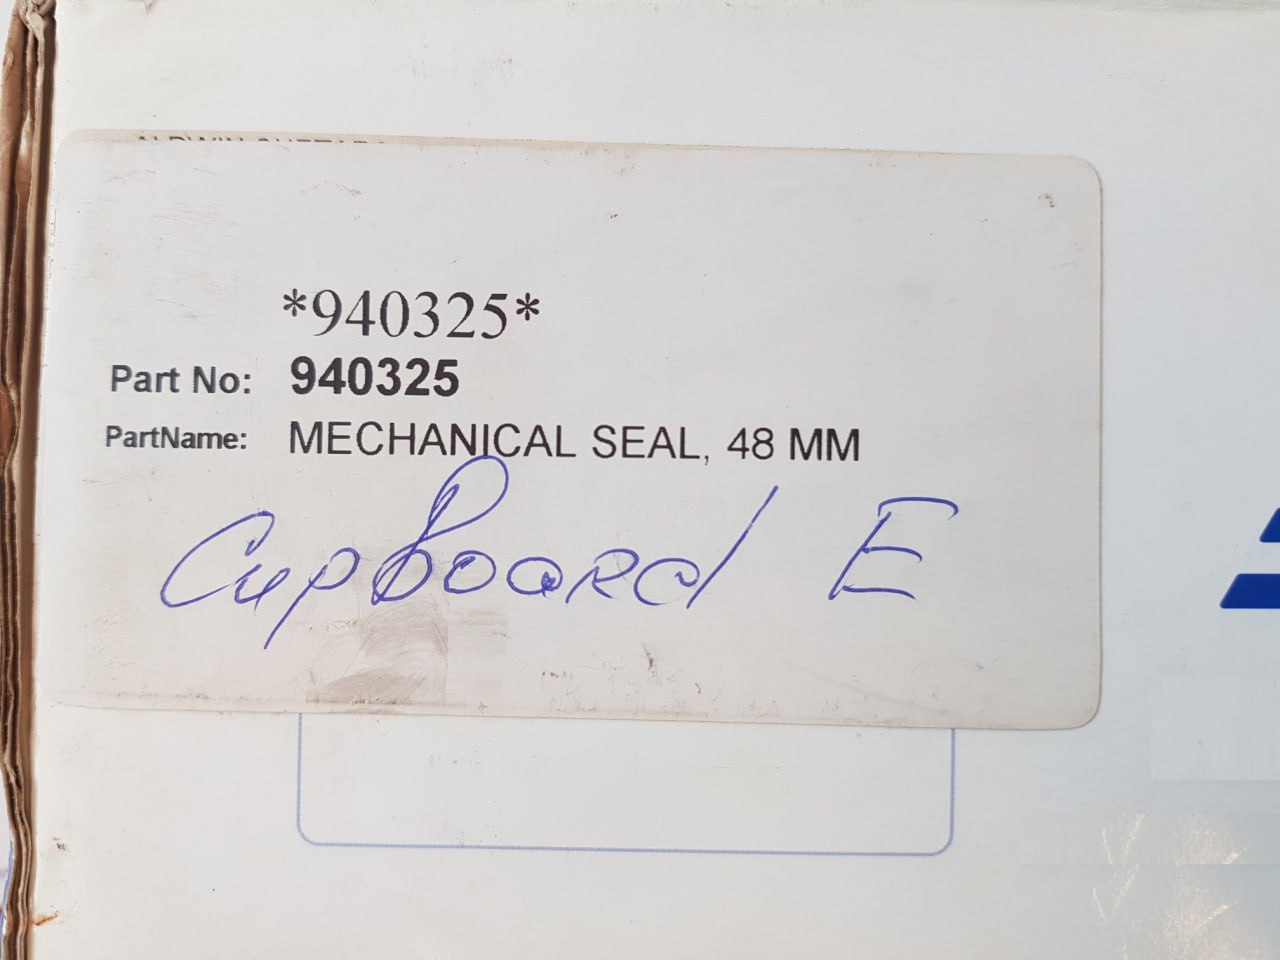 *940325*
Part No: 940325
PartName: MECHANICAL SEAL, 48 MM
Cupboard E